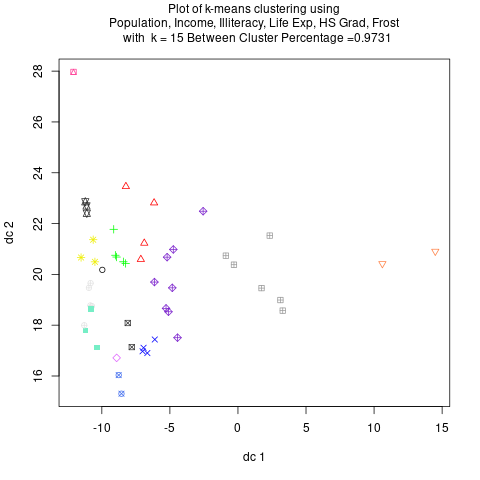 Plot of k-means clustering using
Population, Income, Illiteracy, Life Exp, HS Grad, Frost
with k = 15 Between Cluster Percentage =0.9731
28
26
24
22
20
18
16
dc 2
-10
-5
0
5
10
15
dc 1